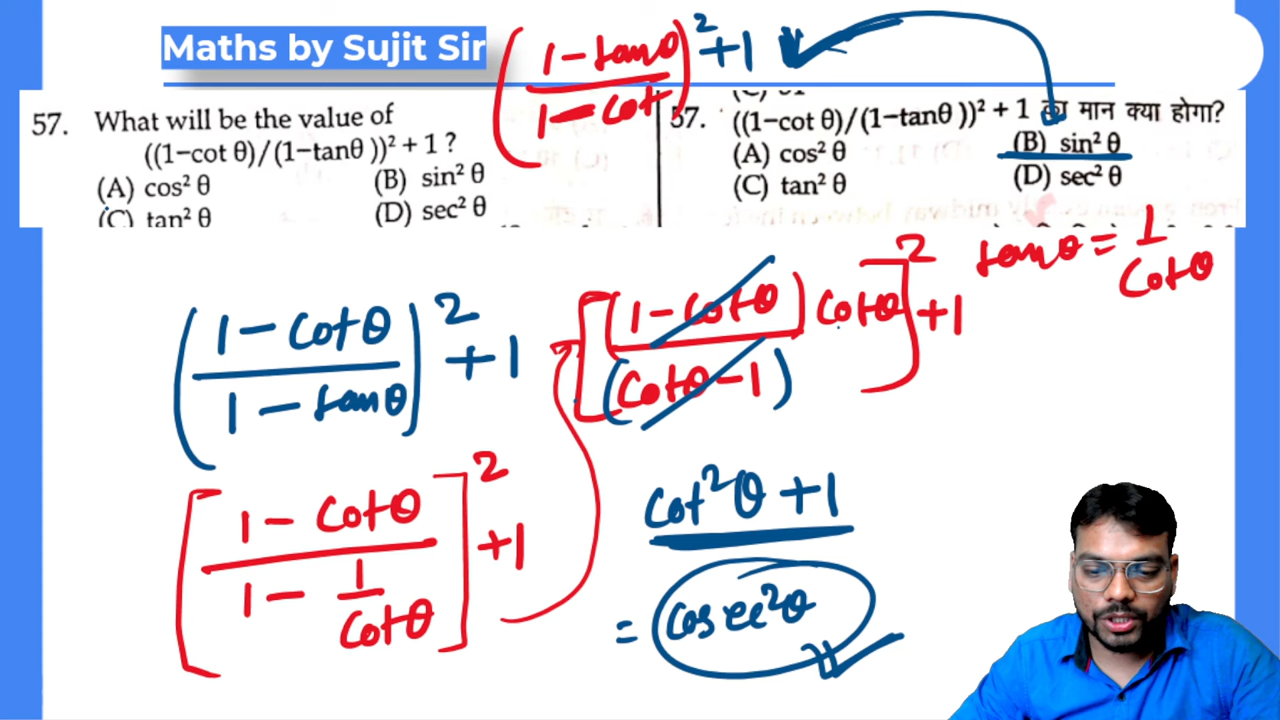 Maths by Sujit Sir
(1-tanθ / 1-cot)² + 1
57. What will be the value of
((1-cot θ)/(1-tanθ ))² + 1 ?
(A) cos² θ (B) sin² θ
(C) tan² θ (D) sec² θ
57. ((1-cot θ)/(1-tanθ ))² + 1 का मान क्या होगा?
(A) cos² θ (B) sin² θ
(C) tan² θ (D) sec² θ
tanθ = 1/Cotθ
(1 - Cotθ / 1 - tanθ)² + 1
[(1 - Cotθ) Cotθ / (Cotθ - 1)]² + 1
[1 - Cotθ / 1 - 1/Cotθ]² + 1
Cot²θ + 1
= Cosec²θ